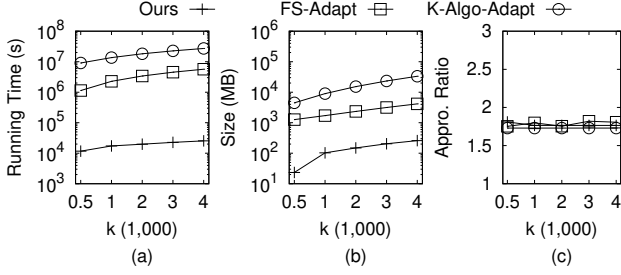 Ours FS-Adapt K-Algo-Adapt
Running Time (s)
10^8
10^7
10^6
10^5
10^4
10^3
0.5 1 2 3 4
k (1,000)
(a)
Size (MB)
10^6
10^5
10^4
10^3
10^2
10^1
0.5 1 2 3 4
k (1,000)
(b)
Appro. Ratio
3
2.5
2
1.5
1
0.5 1 2 3 4
k (1,000)
(c)